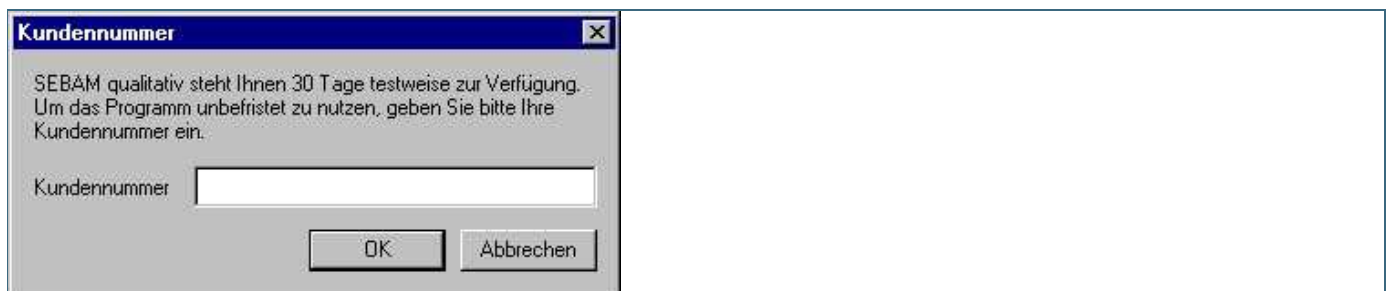 Kundennummer
SEBAM qualitativ steht Ihnen 30 Tage testweise zur Verfügung.
Um das Programm unbefristet zu nutzen, geben Sie bitte Ihre
Kundennummer ein.
Kundennummer
OK Abbrechen